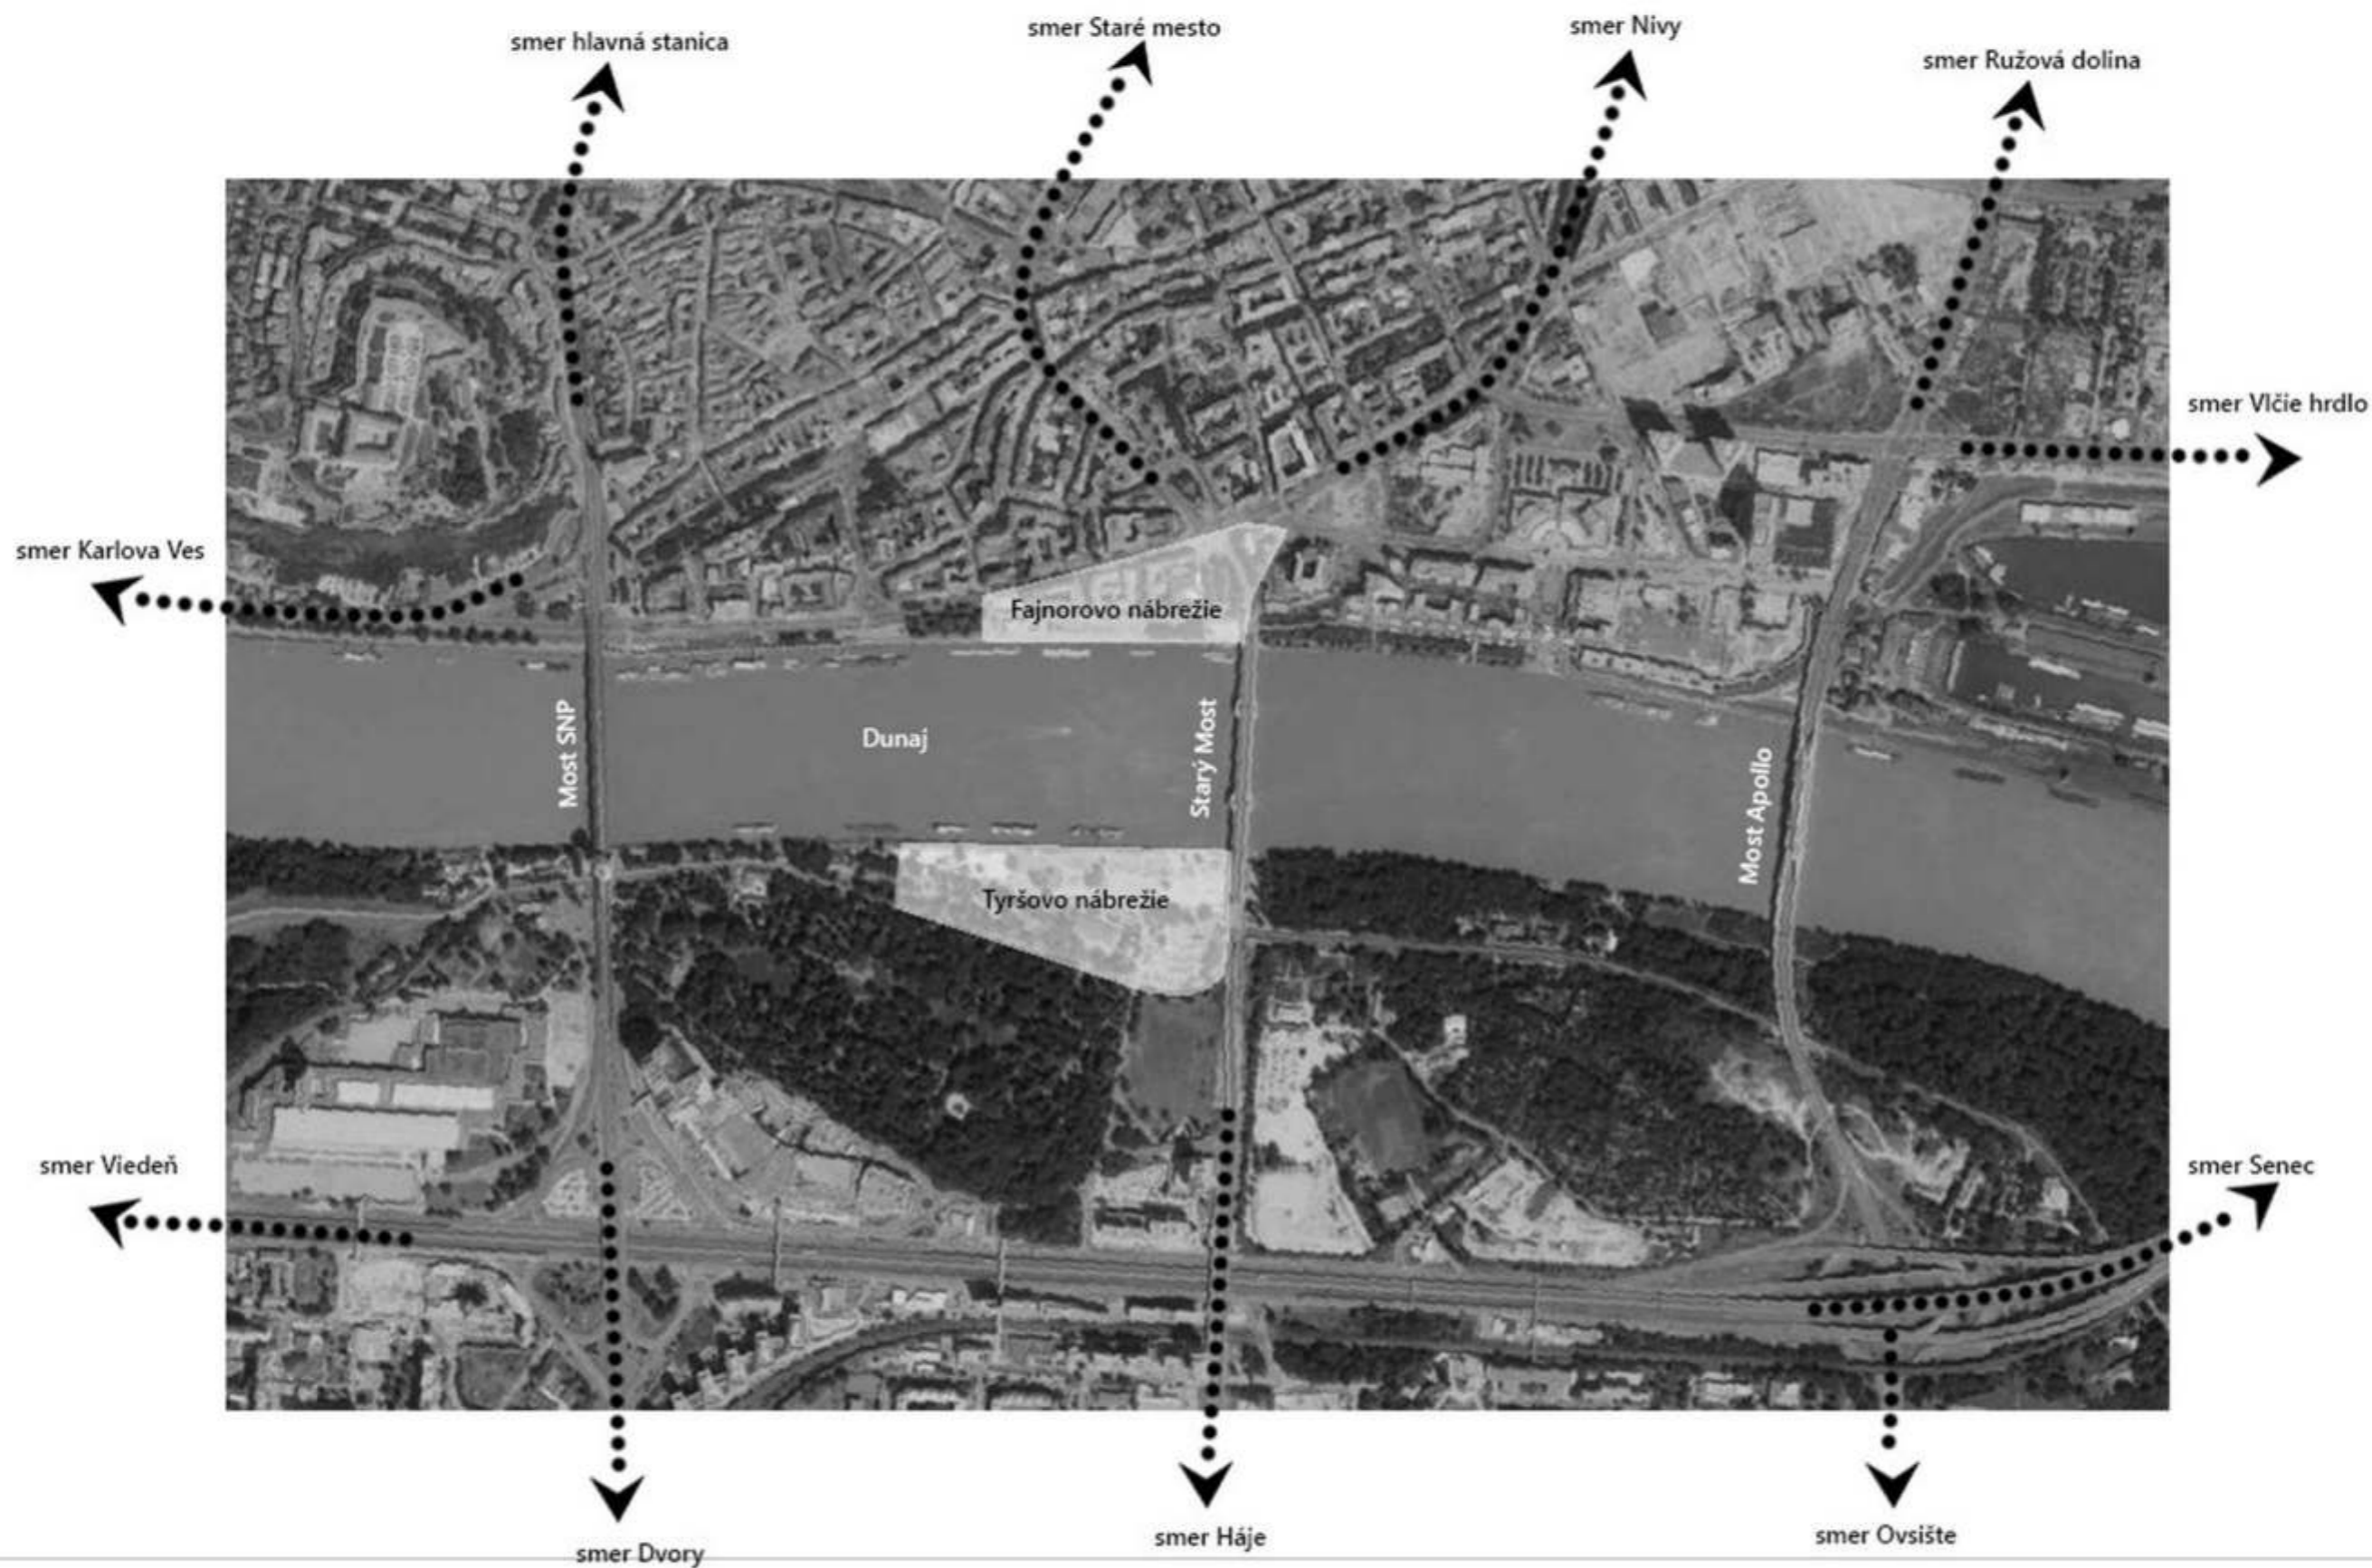 smer hlavná stanica
smer Staré mesto
smer Nivy
smer Ružová dolina
smer Vlčie hrdlo
smer Karlova Ves
Fajnorovo nábrežie
Most SNP
Dunaj
Starý Most
Most Apollo
Tyršovo nábrežie
smer Viedeň
smer Senec
smer Dvory
smer Háje
smer Ovsište